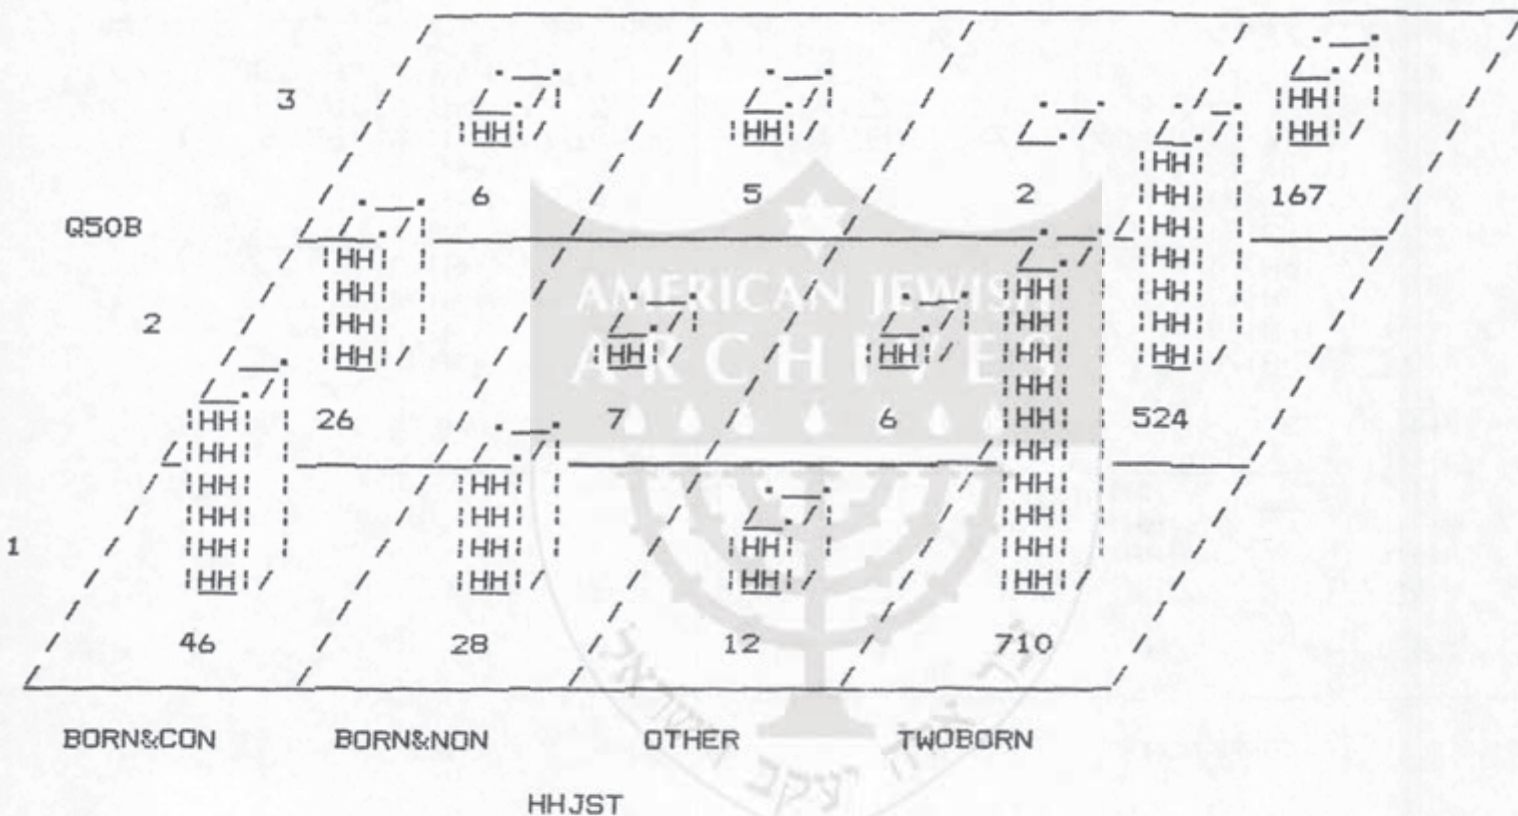 3
6 5 2 167
Q50B
2
26 7 6 524
1
46 28 12 710
BORN&CON BORN&NON OTHER TWOBORN
HHJST
AMERICAN JEWISH
ARCHIVES